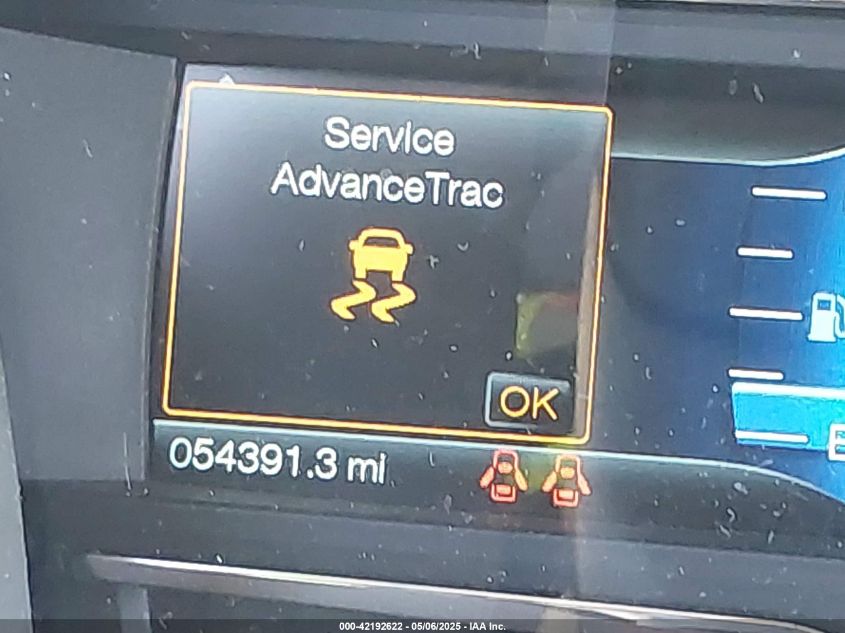 Service
AdvanceTrac
OK
054391.3 mi
E
000-42192622 - 05/06/2025 - IAA Inc.